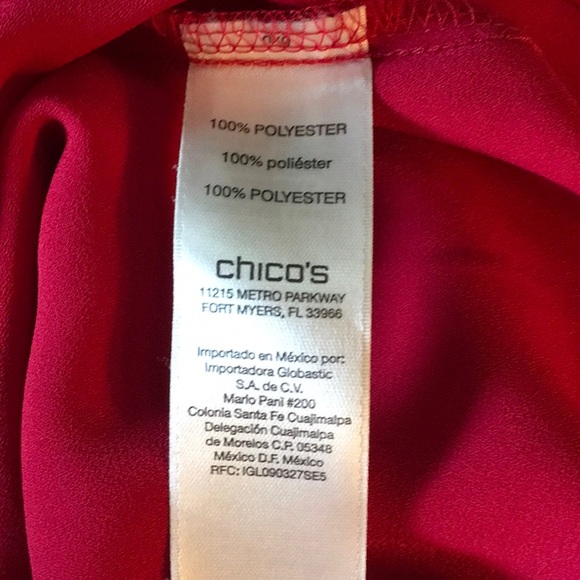 100% POLYESTER
100% poliéster
100% POLYESTER
chico's
11215 METRO PARKWAY
FORT MYERS, FL 33966
Importado en México por:
Importadora Globastic
S.A. de C.V.
Mario Pani #200
Colonia Santa Fe Cuajimalpa
Delegación Cuajimalpa
de Morelos C.P. 05348
México D.F. México
RFC: IGL090327SE5